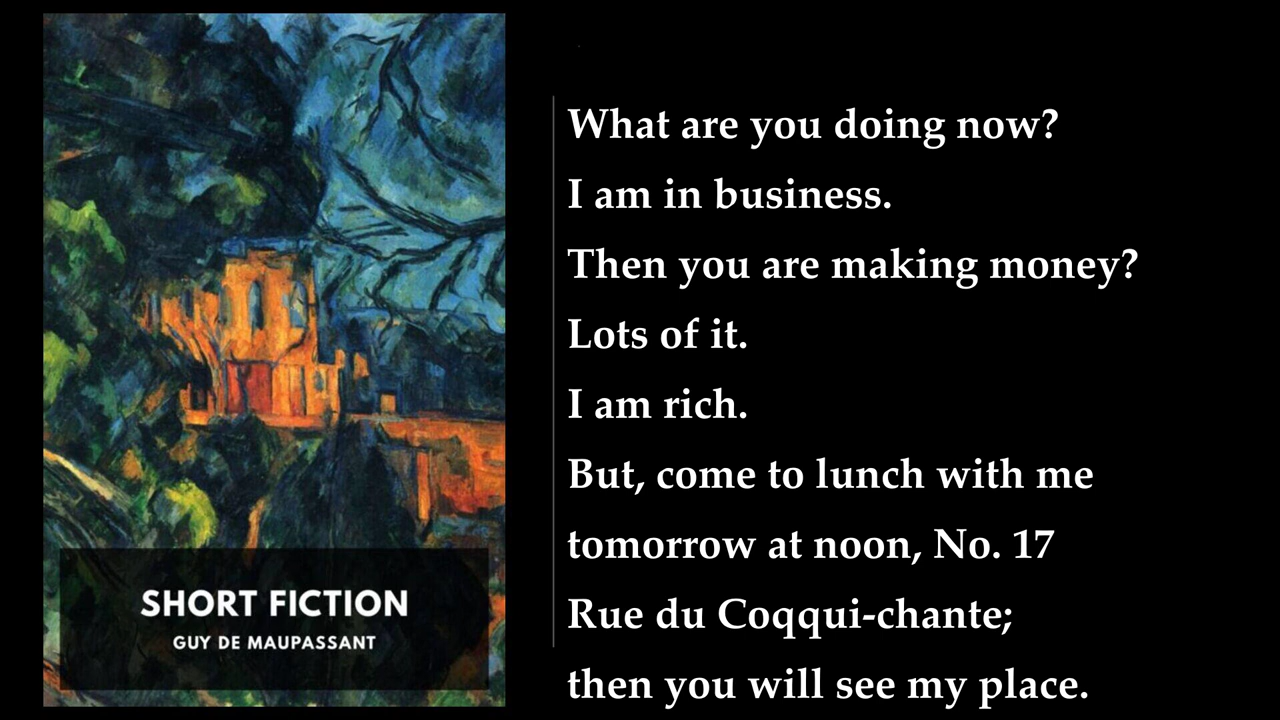 SHORT FICTION
GUY DE MAUPASSANT
What are you doing now?
I am in business.
Then you are making money?
Lots of it.
I am rich.
But, come to lunch with me
tomorrow at noon, No. 17
Rue du Coqqui-chante;
then you will see my place.